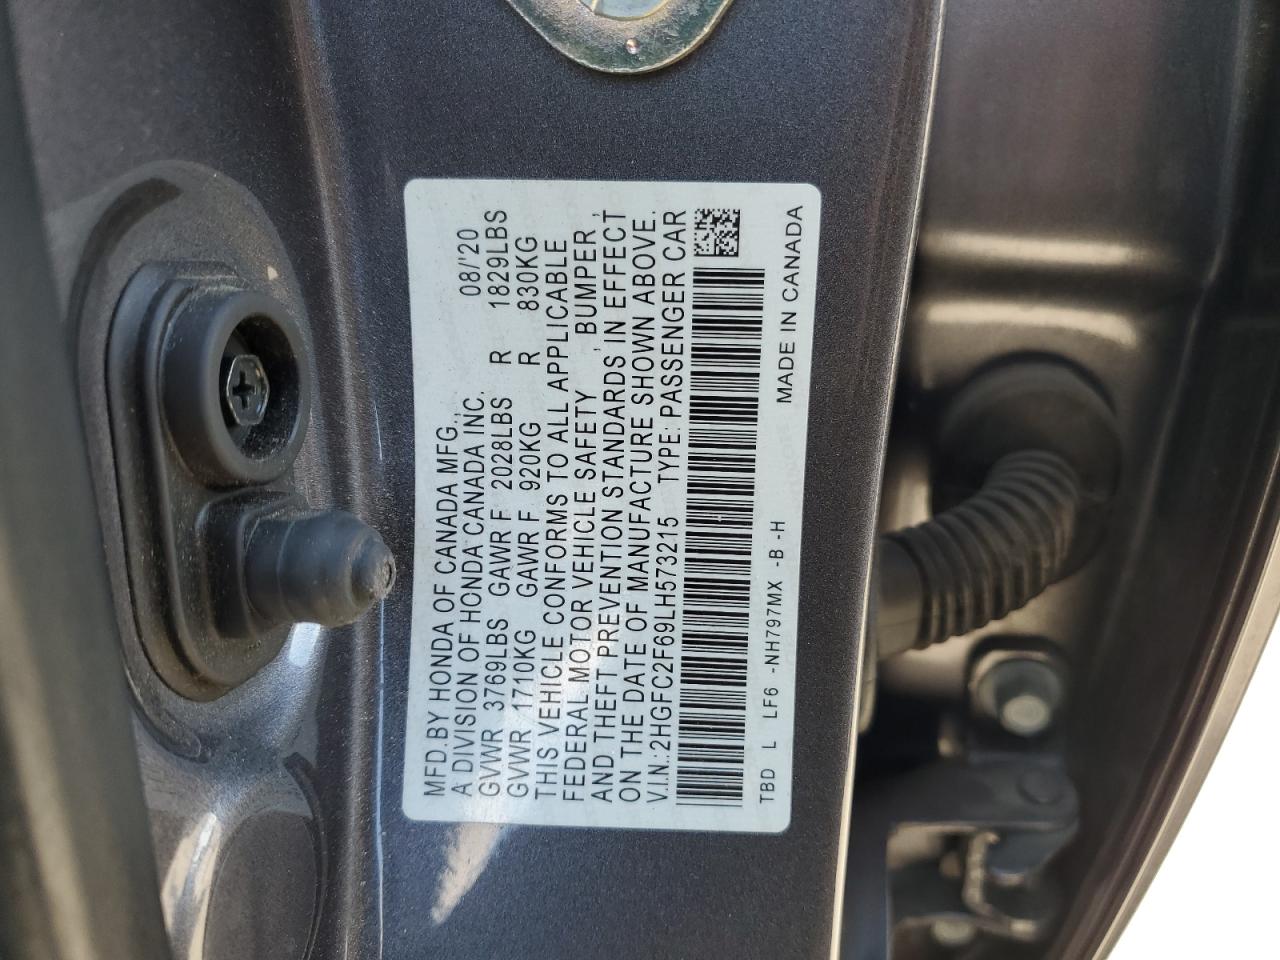 MFD.BY HONDA OF CANADA MFG.,
A DIVISION OF HONDA CANADA INC. 08/'20
GVWR 3769LBS GAWR F 2028LBS R 1829LBS
GVWR 1710KG GAWR F 920KG R 830KG
THIS VEHICLE CONFORMS TO ALL APPLICABLE
FEDERAL MOTOR VEHICLE SAFETY , BUMPER ,
AND THEFT PREVENTION STANDARDS IN EFFECT
ON THE DATE OF MANUFACTURE SHOWN ABOVE.
V.I.N.:2HGFC2F69LH573215 TYPE:PASSENGER CAR
TBD L LF6 -NH797MX -B -H MADE IN CANADA